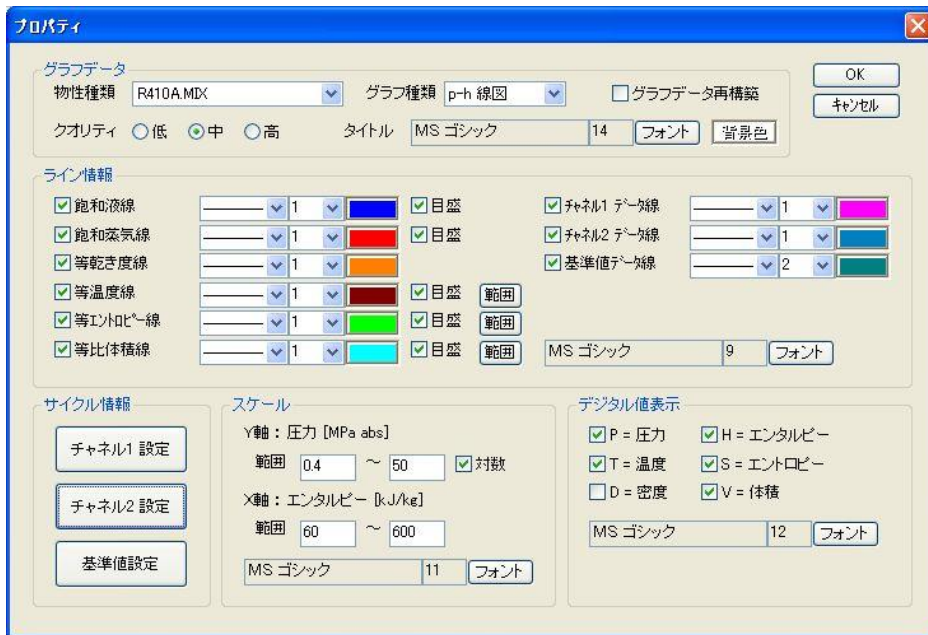 プロパティ
グラフデータ
物性種類 R410A.MIX グラフ種類 p-h 線図 グラフデータ再構築
クオリティ 低 中 高 タイトル MS ゴシック 14 フォント 背景色
OK
キャンセル
ライン情報
飽和液線 1 目盛 チャネル1 データ線 1
飽和蒸気線 1 目盛 チャネル2 データ線 1
等乾き度線 1 基準値データ線 2
等温度線 1 目盛 範囲
等エントロピー線 1 目盛 範囲
等比体積線 1 目盛 範囲 MS ゴシック 9 フォント
サイクル情報
チャネル1 設定
チャネル2 設定
基準値設定
スケール
Y軸：圧力 [MPa abs]
範囲 0.4 ～ 50 対数
X軸：エンタルピー [kJ/kg]
範囲 60 ～ 600
MS ゴシック 11 フォント
デジタル値表示
P = 圧力 H = エンタルピー
T = 温度 S = エントロピー
D = 密度 V = 体積
MS ゴシック 12 フォント